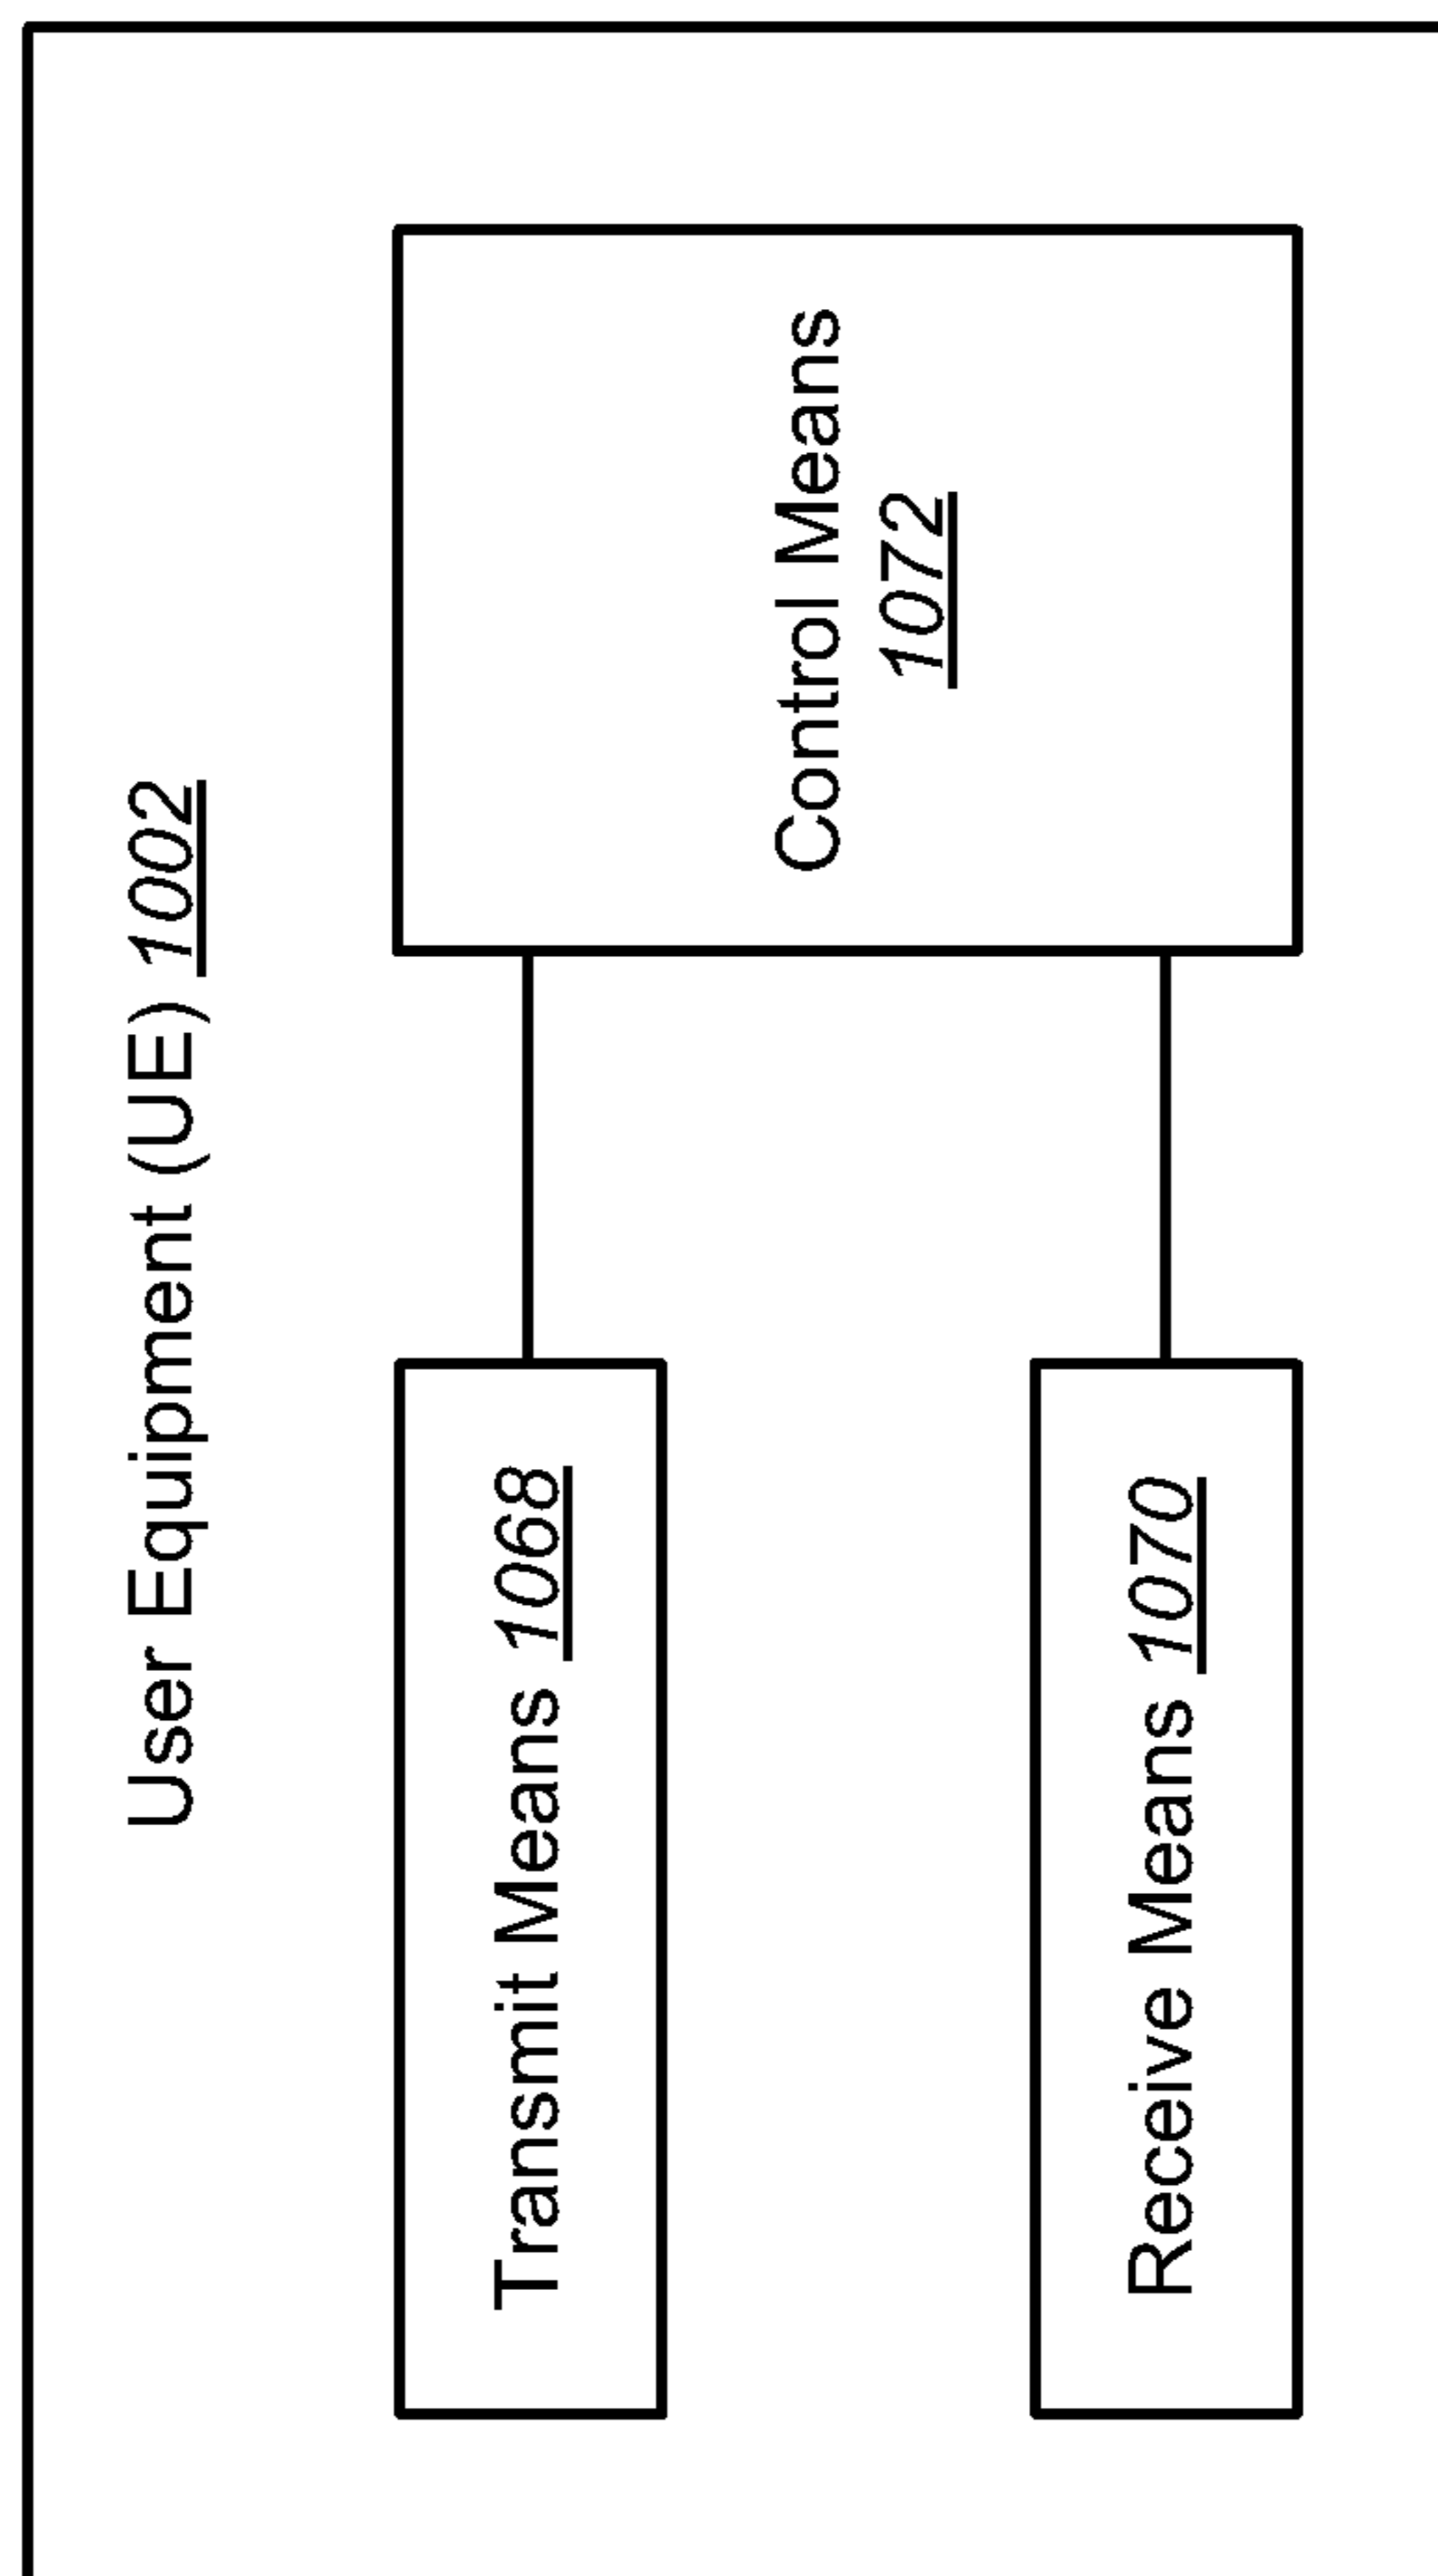 User Equipment (UE) 1002
Transmit Means 1068
Receive Means 1070
Control Means
1072